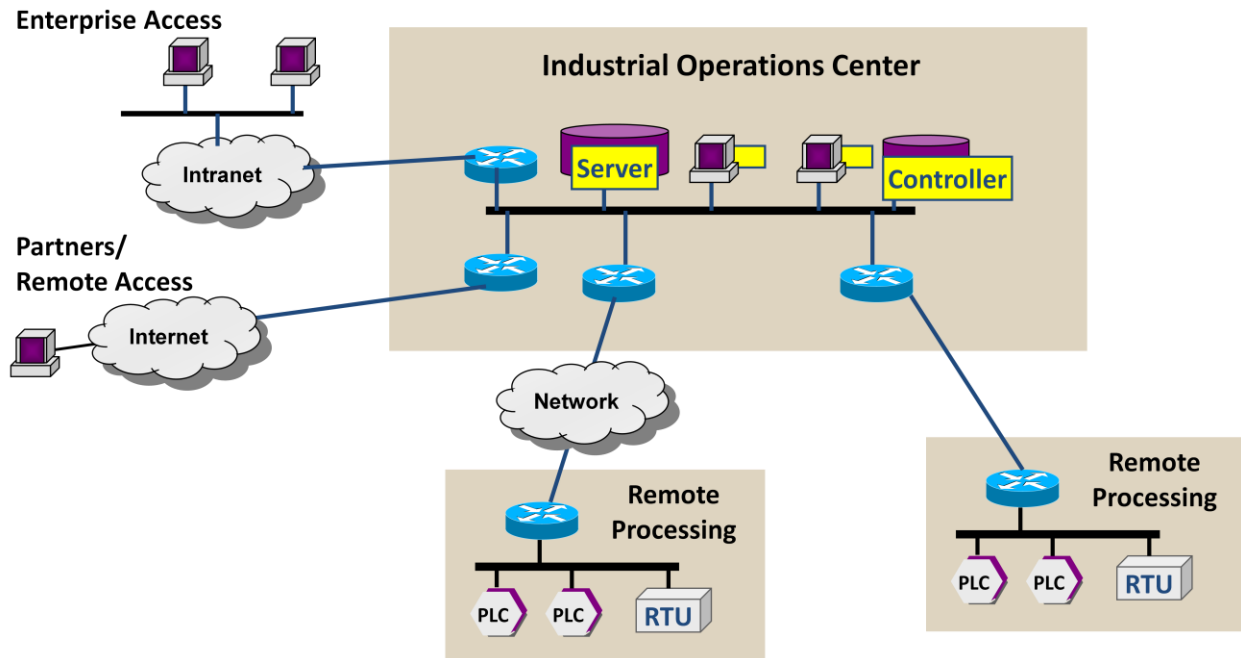 Enterprise Access
Industrial Operations Center
Intranet
Server
Controller
Partners/
Remote Access
Internet
Network
Remote
Processing
PLC
PLC
RTU
Remote
Processing
PLC
PLC
RTU